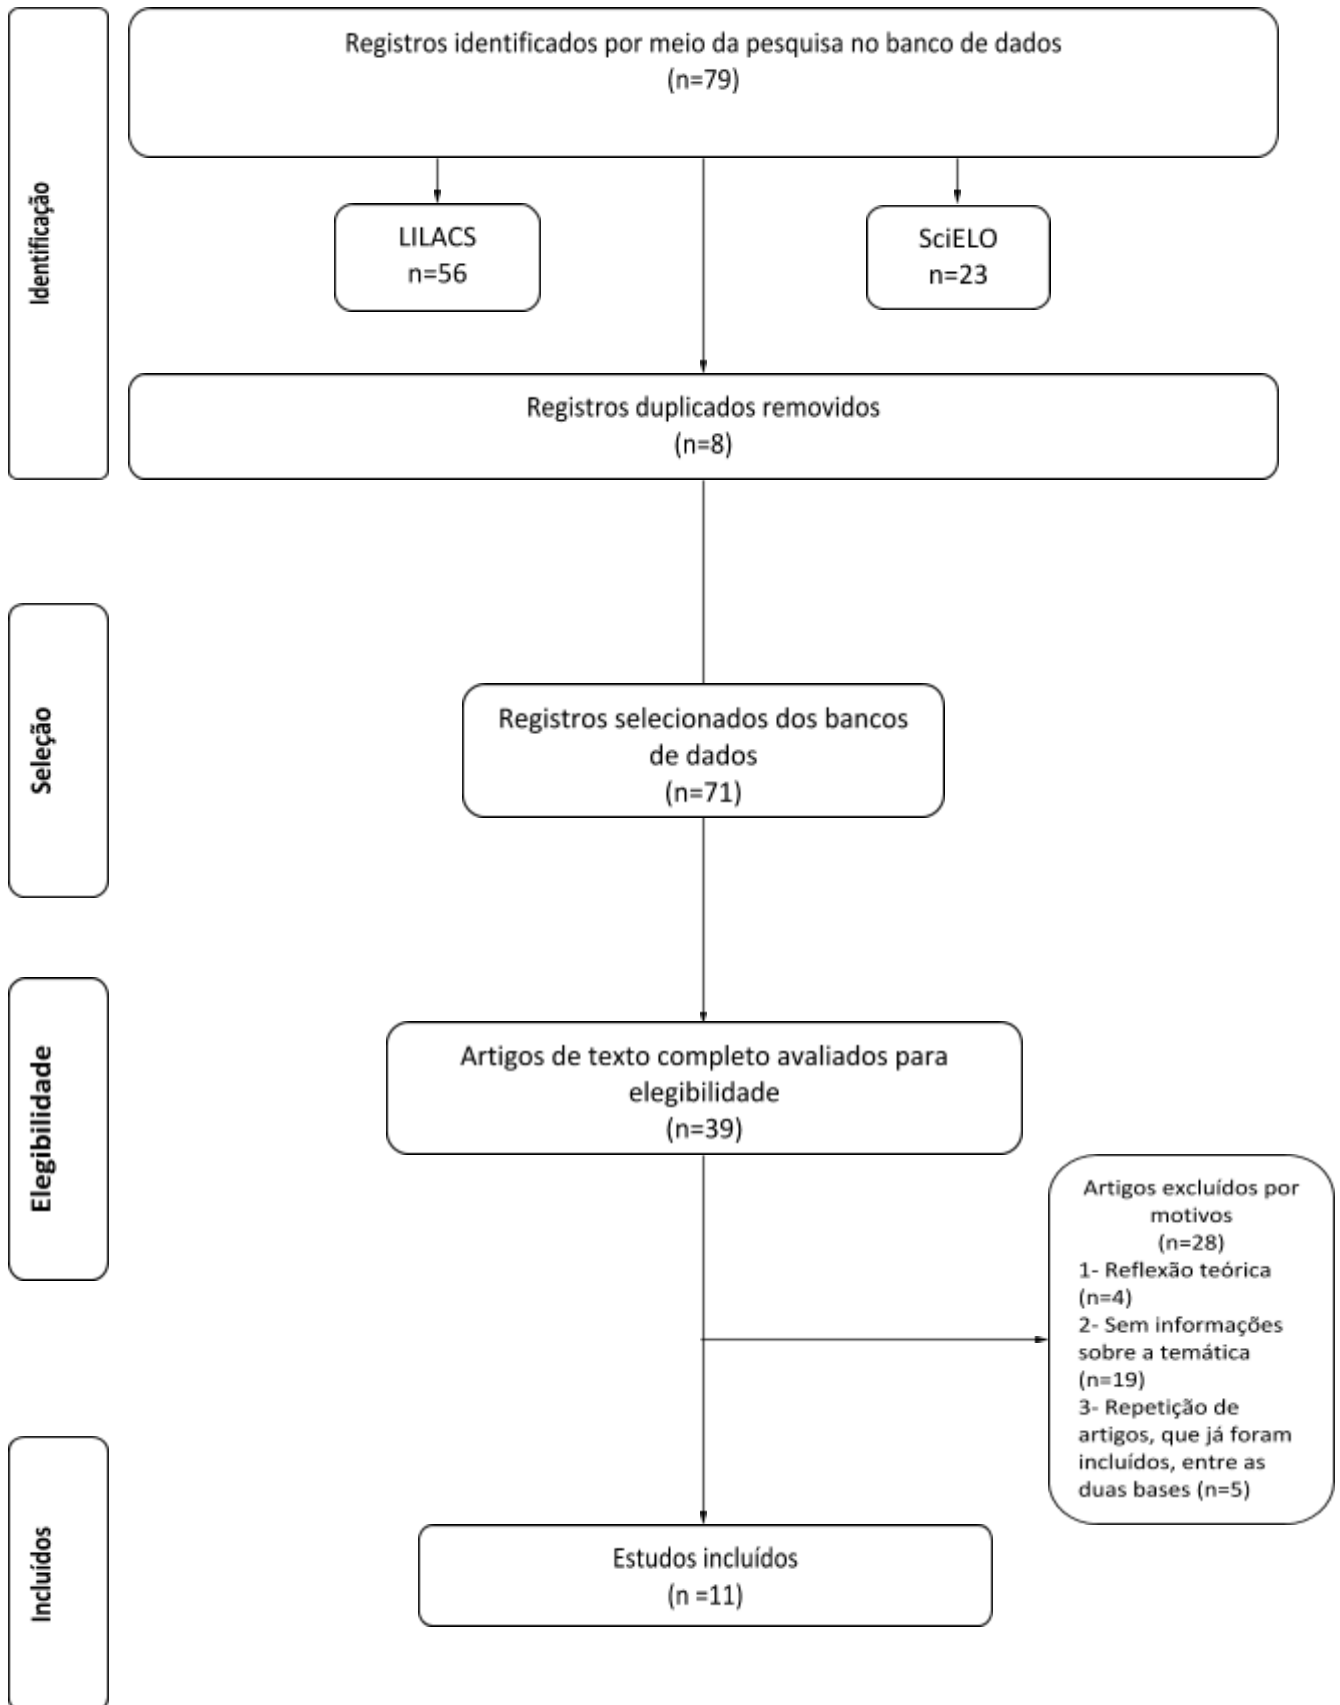 Identificação
Registros identificados por meio da pesquisa no banco de dados
(n=79)
LILACS
n=56
SciELO
n=23
Registros duplicados removidos
(n=8)
Seleção
Registros selecionados dos bancos
de dados
(n=71)
Elegibilidade
Artigos de texto completo avaliados para
elegibilidade
(n=39)
Artigos excluídos por
motivos
(n=28)
1- Reflexão teórica
(n=4)
2- Sem informações
sobre a temática
(n=19)
3- Repetição de
artigos, que já foram
incluídos, entre as
duas bases (n=5)
Incluídos
Estudos incluídos
(n =11)